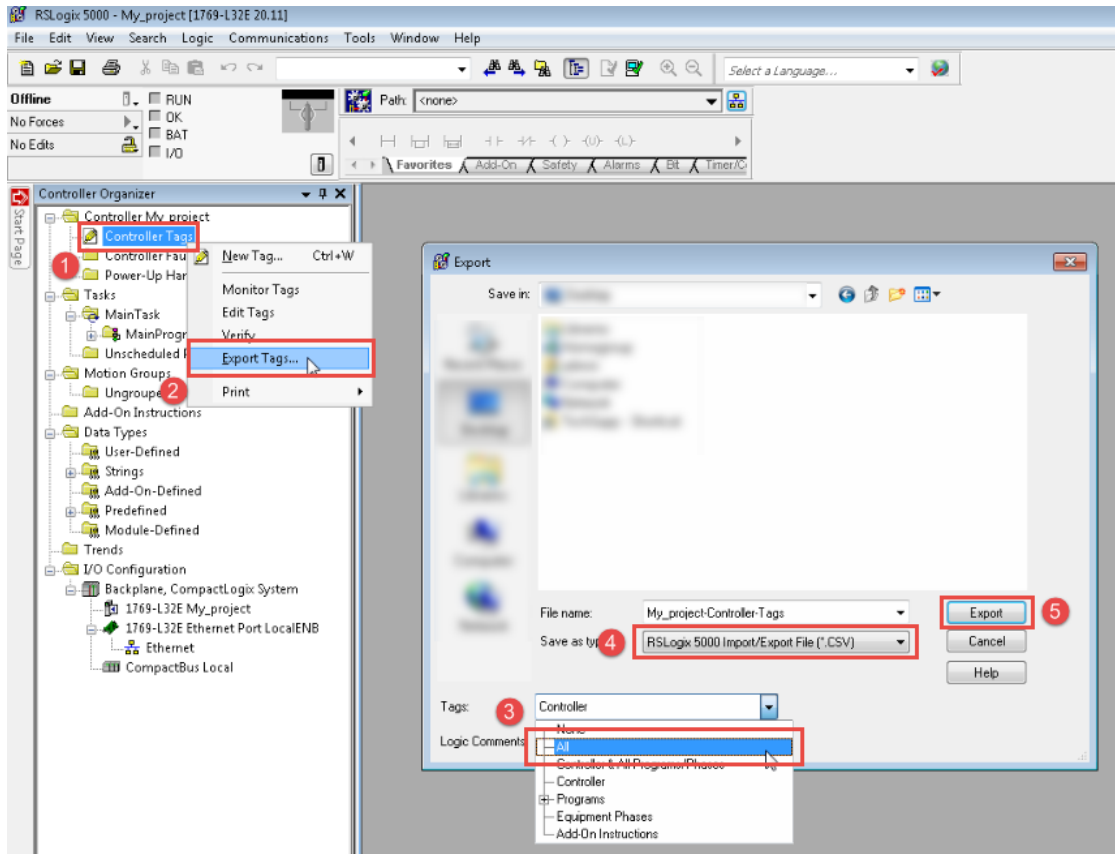 RSLogix 5000 - My_project [1769-L32E 20.11]
File Edit View Search Logic Communications Tools Window Help
Select a Language...
Offline
RUN
No Forces
OK
No Edits
BAT
I/O
Path: <none>
Favorites Add-On Safety Alarms Bit Timer/C
Start Page
Controller Organizer
Controller My_project
Controller Tags
Controller Fau
Power-Up Har
Tasks
MainTask
MainProgr
Unscheduled
Motion Groups
Ungroupe
Add-On Instructions
Data Types
User-Defined
Strings
Add-On-Defined
Predefined
Module-Defined
Trends
I/O Configuration
Backplane, CompactLogix System
1769-L32E My_project
1769-L32E Ethernet Port LocalENB
Ethernet
CompactBus Local
1
New Tag... Ctrl+W
Monitor Tags
Edit Tags
Verify
Export Tags...
2
Print
Export
Save in:
File name: My_project-Controller-Tags
Export
5
Save as
4
RSLogix 5000 Import/Export File (*.CSV)
Cancel
Help
Tags:
3
Controller
Logic Comments
None
All
Controller & All Programs/Phases
Controller
Programs
Equipment Phases
Add-On Instructions